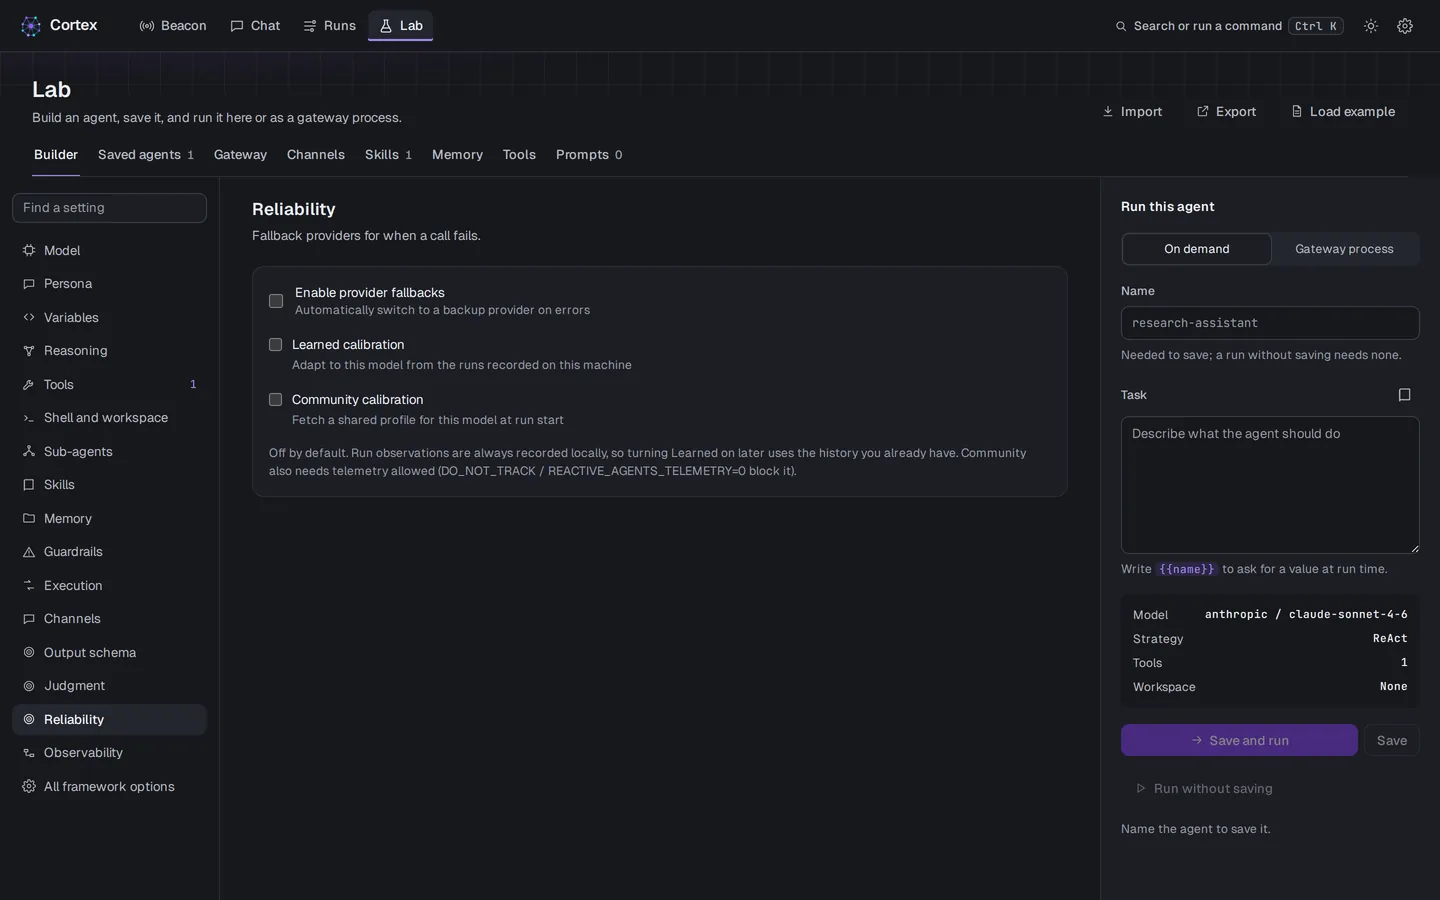 Cortex
Beacon
Chat
Runs
Lab
Search or run a command Ctrl K
Lab
Build an agent, save it, and run it here or as a gateway process.
Import
Export
Load example
Builder
Saved agents 1
Gateway
Channels
Skills 1
Memory
Tools
Prompts 0
Find a setting
Model
Persona
Variables
Reasoning
Tools 1
Shell and workspace
Sub-agents
Skills
Memory
Guardrails
Execution
Channels
Output schema
Judgment
Reliability
Observability
All framework options
Reliability
Fallback providers for when a call fails.
Enable provider fallbacks
Automatically switch to a backup provider on errors
Learned calibration
Adapt to this model from the runs recorded on this machine
Community calibration
Fetch a shared profile for this model at run start
Off by default. Run observations are always recorded locally, so turning Learned on later uses the history you already have. Community
also needs telemetry allowed (DO_NOT_TRACK / REACTIVE_AGENTS_TELEMETRY=0 block it).
Run this agent
On demand
Gateway process
Name
research-assistant
Needed to save; a run without saving needs none.
Task
Describe what the agent should do
Write {{name}} to ask for a value at run time.
Model anthropic / claude-sonnet-4-6
Strategy ReAct
Tools 1
Workspace None
Save and run
Save
Run without saving
Name the agent to save it.